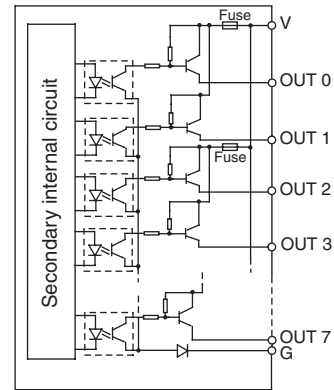 Secondary internal circuit
Fuse
V
OUT 0
OUT 1
Fuse
OUT 2
OUT 3
OUT 7
G